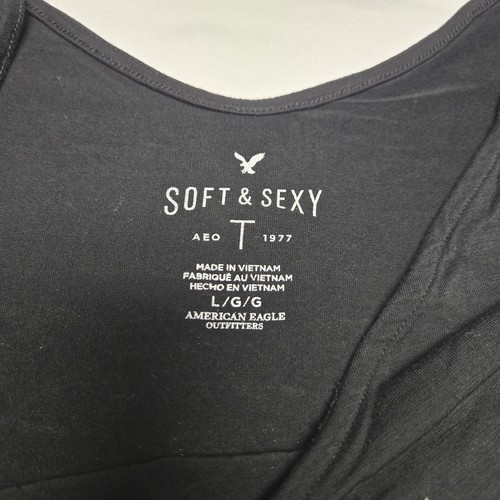 SOFT & SEXY
T
AEO 1977
MADE IN VIETNAM
FABRIQUÉ AU VIETNAM
HECHO EN VIETNAM
L/G/G
AMERICAN EAGLE
OUTFITTERS